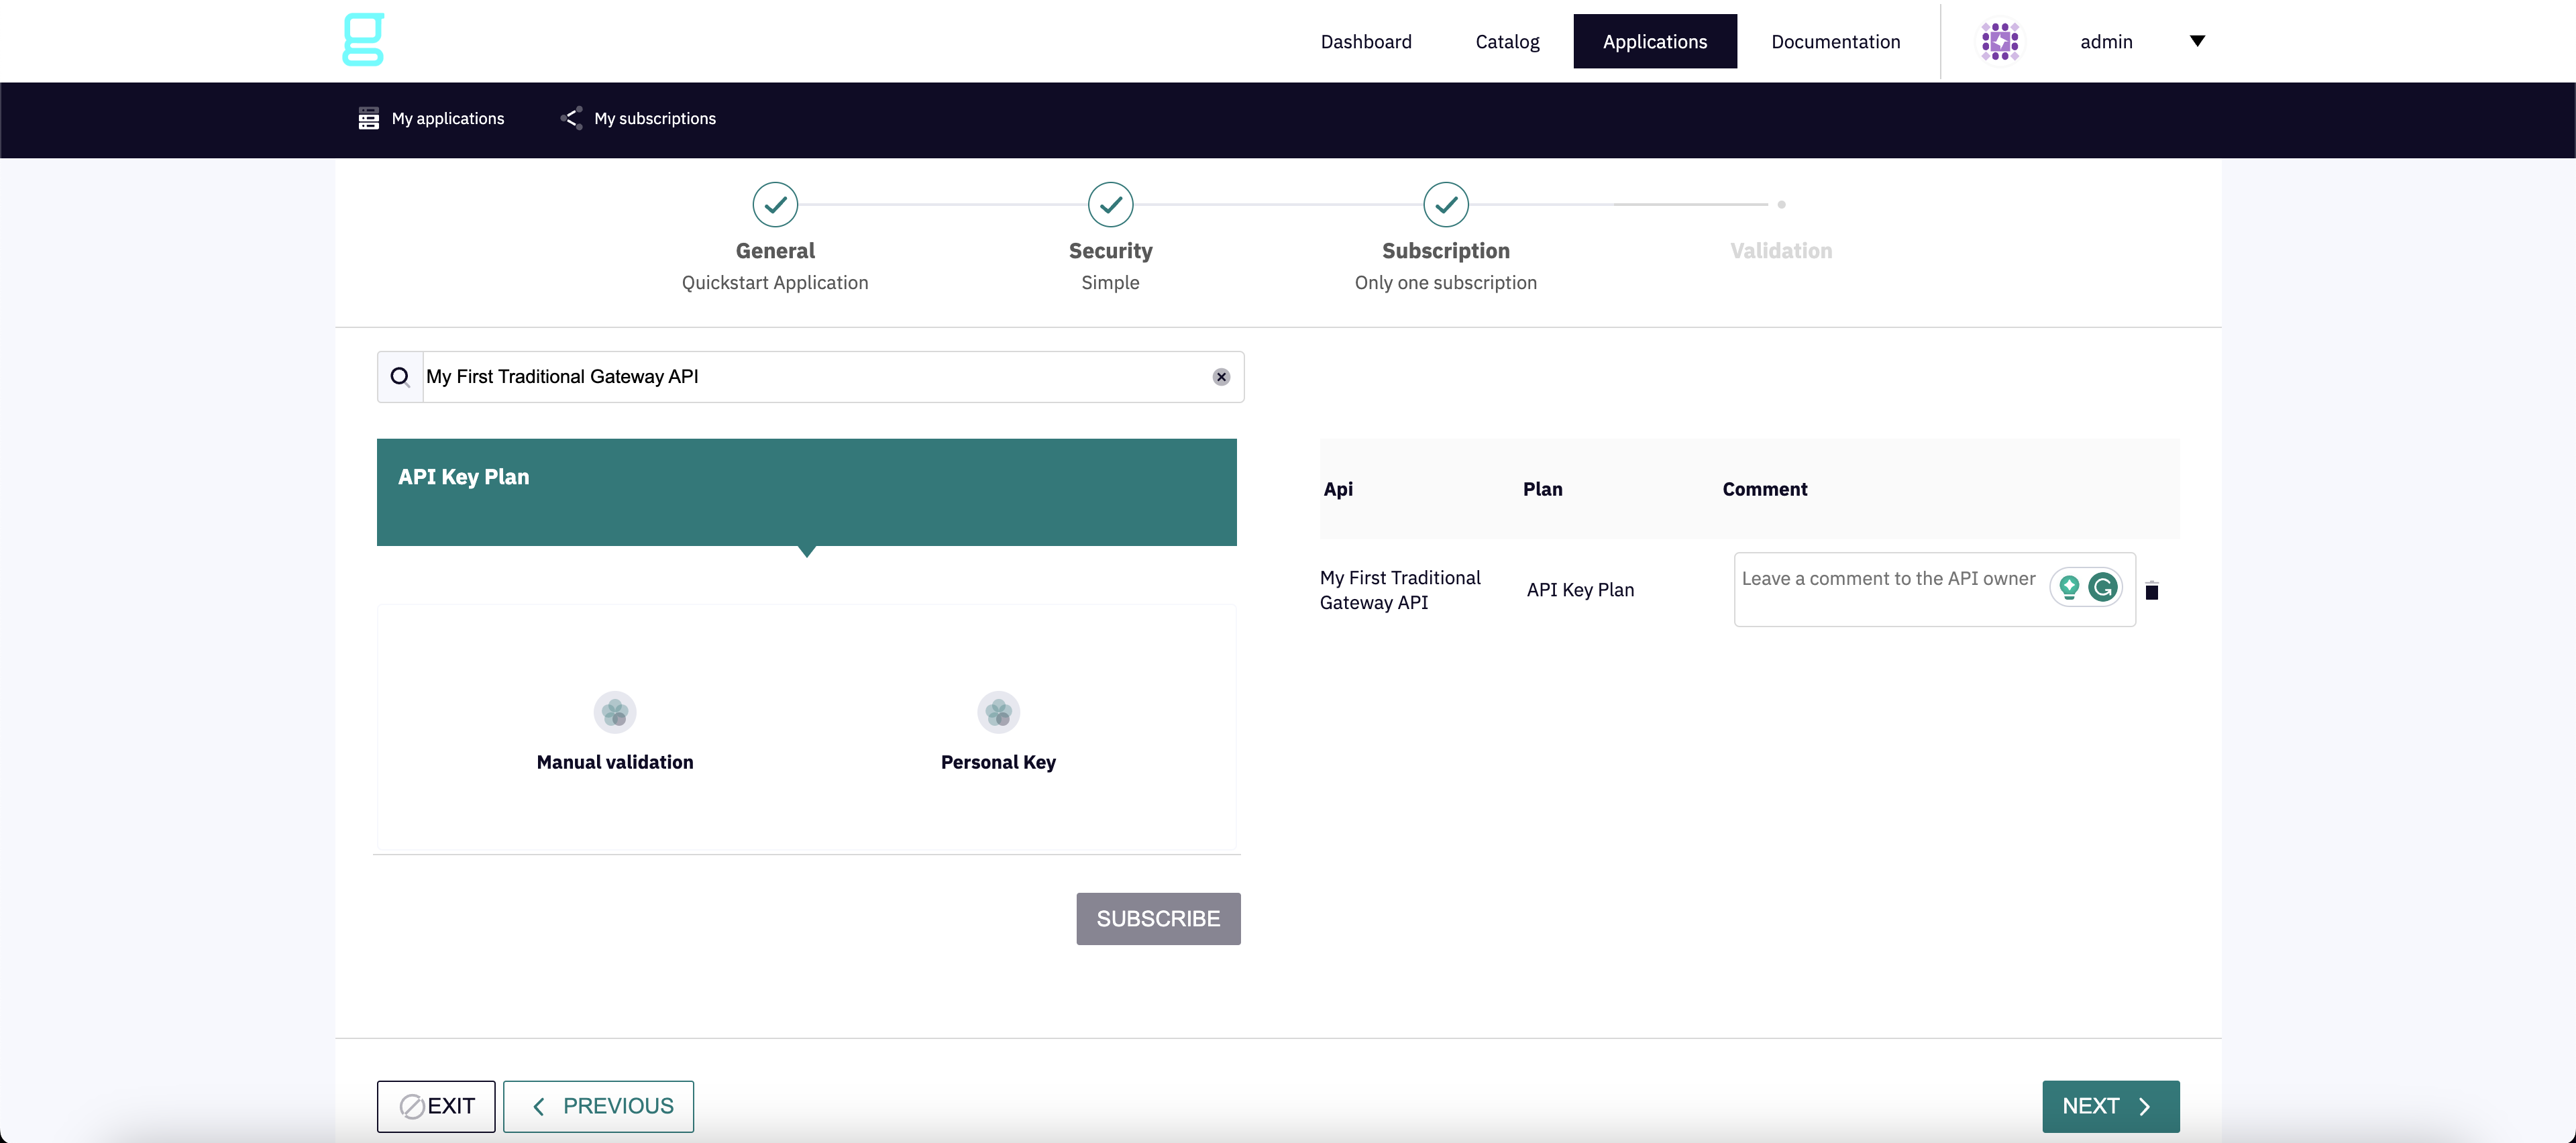 g
Dashboard
Catalog
Applications
Documentation
admin
My applications
My subscriptions
General
Security
Subscription
Validation
Quickstart Application
Simple
Only one subscription
My First Traditional Gateway API
API Key Plan
Api
Plan
Comment
My First Traditional
Gateway API
API Key Plan
Leave a comment to the API owner
Manual validation
Personal Key
SUBSCRIBE
EXIT
PREVIOUS
NEXT